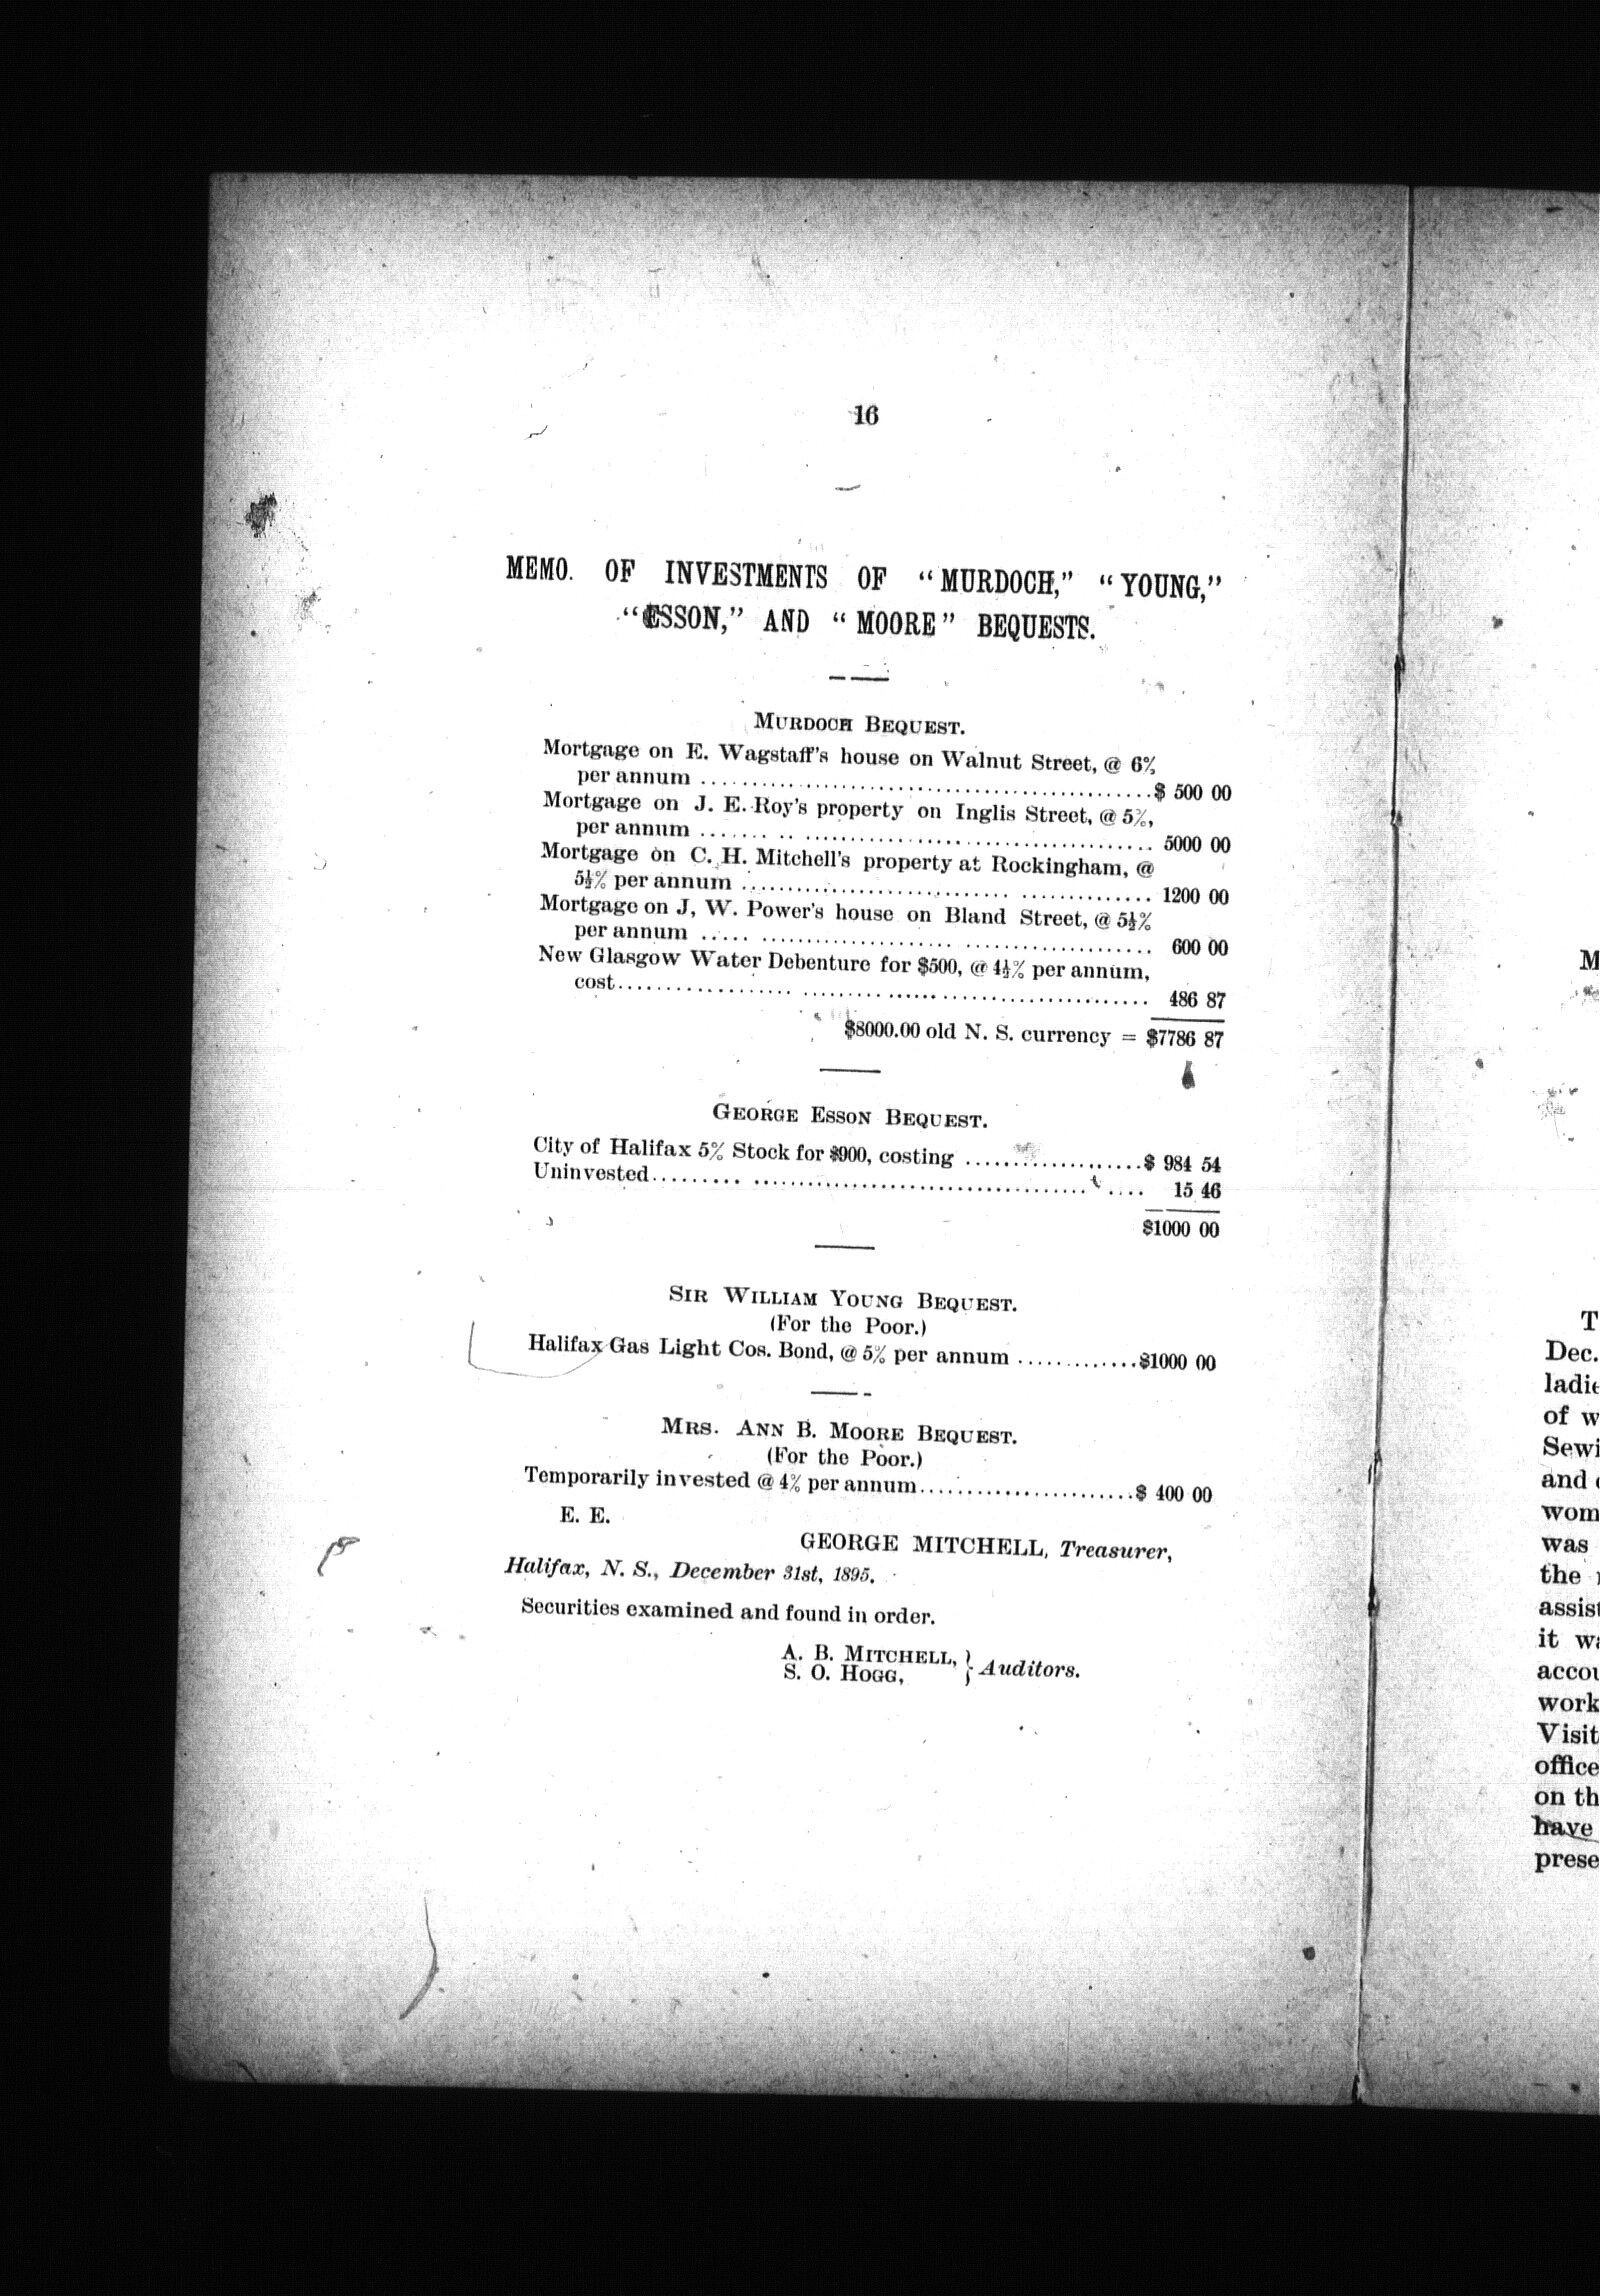 16
MEMO. OF INVESTMENTS OF "MURDOCH," "YOUNG,"
"ESSON," AND "MOORE" BEQUESTS.
MURDOCH BEQUEST.
Mortgage on E. Wagstaff's house on Walnut Street, @ 6%
per annum ........................................ $ 500 00
Mortgage on J. E. Roy's property on Inglis Street, @ 5%,
per annum ........................................ 5000 00
Mortgage on C. H. Mitchell's property at Rockingham, @
5½% per annum ........................................ 1200 00
Mortgage on J, W. Power's house on Bland Street, @ 5½%
per annum ........................................ 600 00
New Glasgow Water Debenture for $500, @ 4½% per annum,
cost ........................................ 486 87
$8000.00 old N. S. currency = $7786 87
GEORGE ESSON BEQUEST.
City of Halifax 5% Stock for $900, costing .................... $ 984 54
Uninvested ........................................ 15 46
$1000 00
SIR WILLIAM YOUNG BEQUEST.
(For the Poor.)
Halifax Gas Light Cos. Bond, @ 5% per annum ............. $1000 00
MRS. ANN B. MOORE BEQUEST.
(For the Poor.)
Temporarily invested @ 4% per annum ........................ $ 400 00
E. E.
GEORGE MITCHELL, Treasurer,
Halifax, N. S., December 31st, 1895.
Securities examined and found in order.
A. B. MITCHELL, } Auditors.
S. O. HOGG,
M
T
Dec.
ladie
of w
Sewi
and
wom
was
the
assist
it wa
accou
work
Visit
office
on th
have
prese